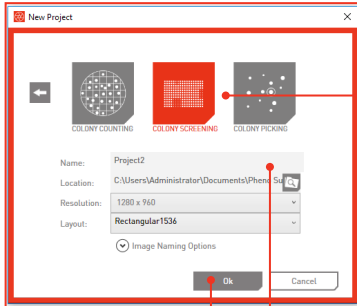 New Project
COLONY COUNTING COLONY SCREENING COLONY PICKING
Name: Project2
Location: C:\Users\Administrator\Documents\Pheno Su
Resolution: 1280 x 960
Layout: Rectangular1536
Image Naming Options
Ok Cancel